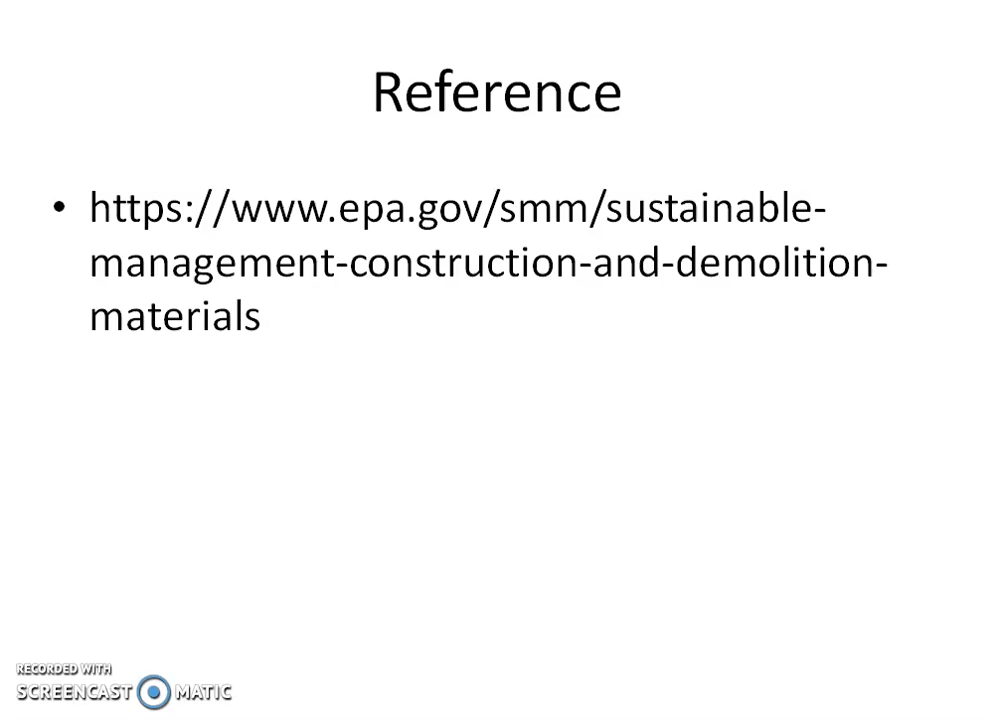 Reference
• https://www.epa.gov/smm/sustainable-
management-construction-and-demolition-
materials
RECORDED WITH
SCREENCAST MATIC